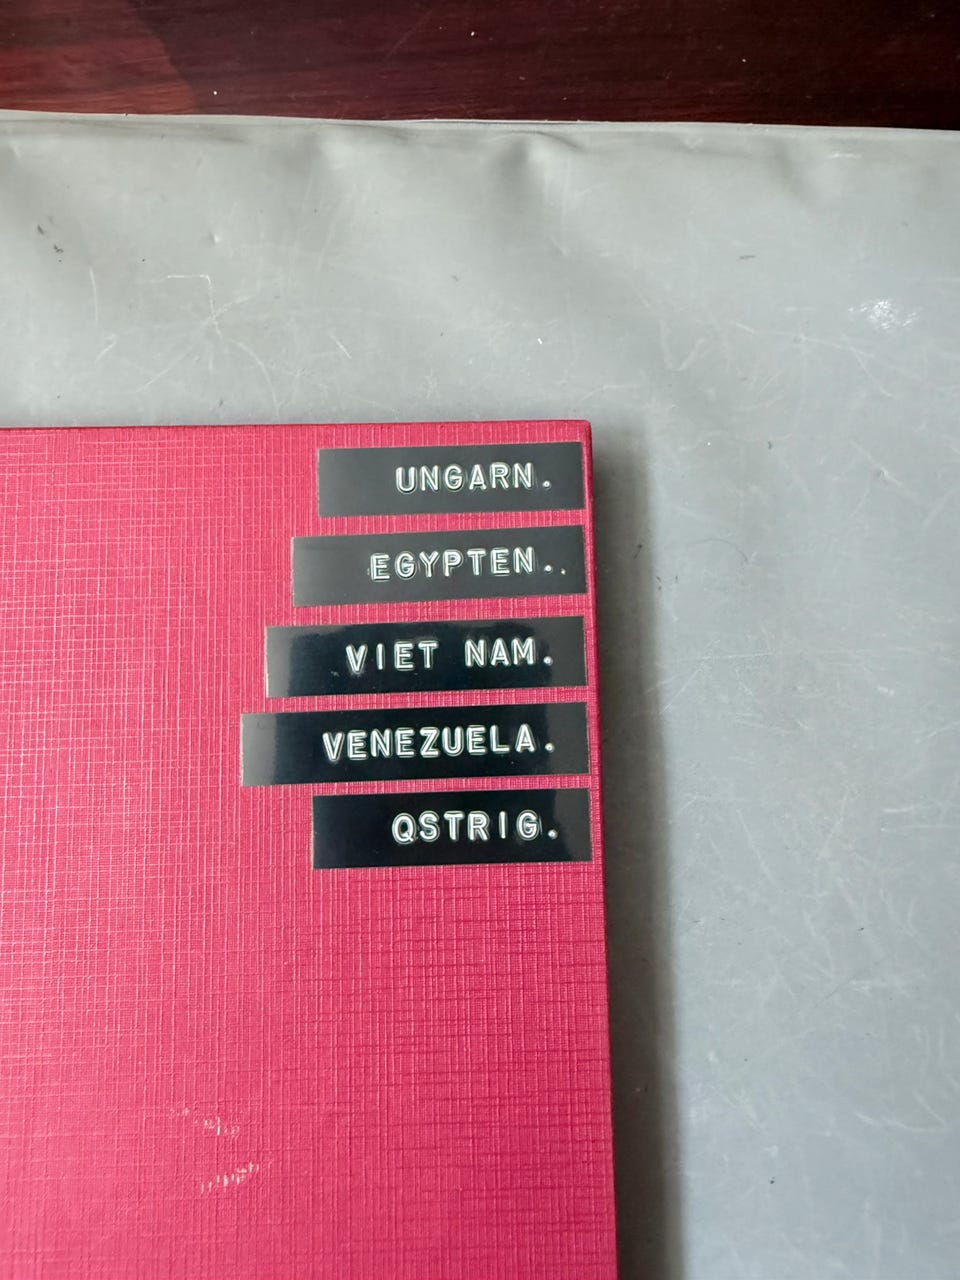 UNGARN.
EGYPTEN..
VIET NAM.
VENEZUELA.
QSTRIG.